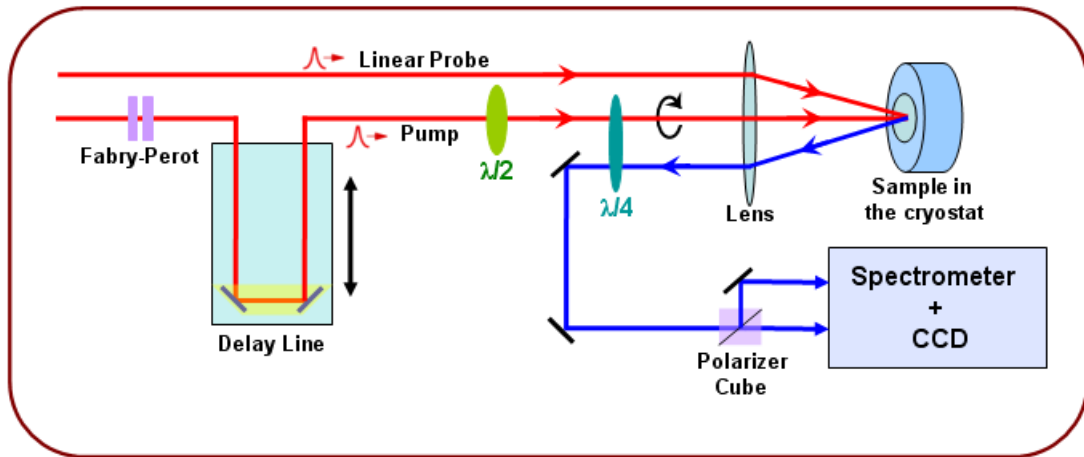 Linear Probe
Fabry-Perot
Pump
λ/2
λ/4
Lens
Sample in
the cryostat
Delay Line
Spectrometer
+
CCD
Polarizer
Cube